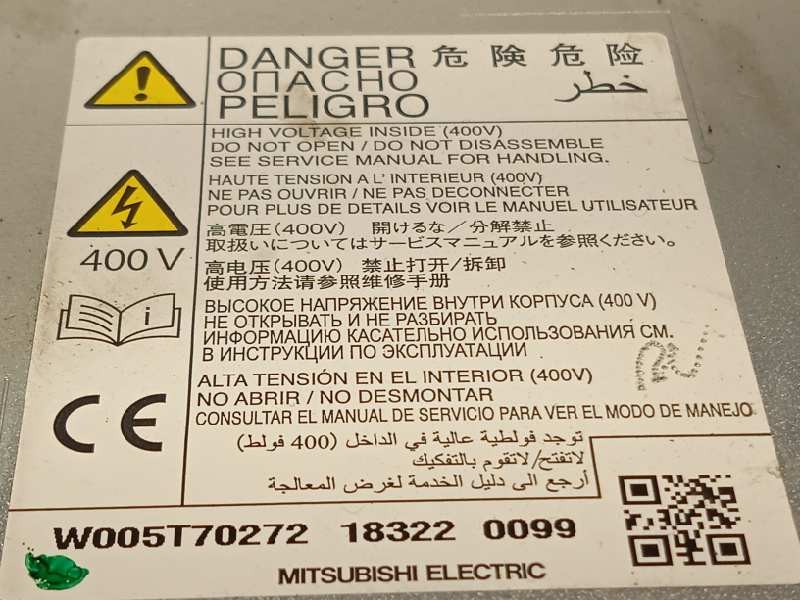 DANGER 危険 危险
ОПАСНО خطر
PELIGRO
HIGH VOLTAGE INSIDE (400V)
DO NOT OPEN / DO NOT DISASSEMBLE
SEE SERVICE MANUAL FOR HANDLING.
HAUTE TENSION A L' INTERIEUR (400V)
NE PAS OUVRIR / NE PAS DECONNECTER
POUR PLUS DE DETAILS VOIR LE MANUEL UTILISATEUR
400 V
高電圧(400V) 開けるな／分解禁止
取扱いについてはサービスマニュアルを参照ください。
高电压(400V) 禁止打开/拆卸
使用方法请参照维修手册
ВЫСОКОЕ НАПРЯЖЕНИЕ ВНУТРИ КОРПУСА (400 V)
НЕ ОТКРЫВАТЬ И НЕ РАЗБИРАТЬ
ИНФОРМАЦИЮ КАСАТЕЛЬНО ИСПОЛЬЗОВАНИЯ СМ.
В ИНСТРУКЦИИ ПО ЭКСПЛУАТАЦИИ
ALTA TENSIÓN EN EL INTERIOR (400V)
NO ABRIR / NO DESMONTAR
CONSULTAR EL MANUAL DE SERVICIO PARA VER EL MODO DE MANEJO
CE
توجد فولطية عالية في الداخل (400 فولط)
لاتفتح/لاتقوم بالتفكيك
أرجع الى دليل الخدمة لغرض المعالجة
W005T70272 18322 0099
MITSUBISHI ELECTRIC